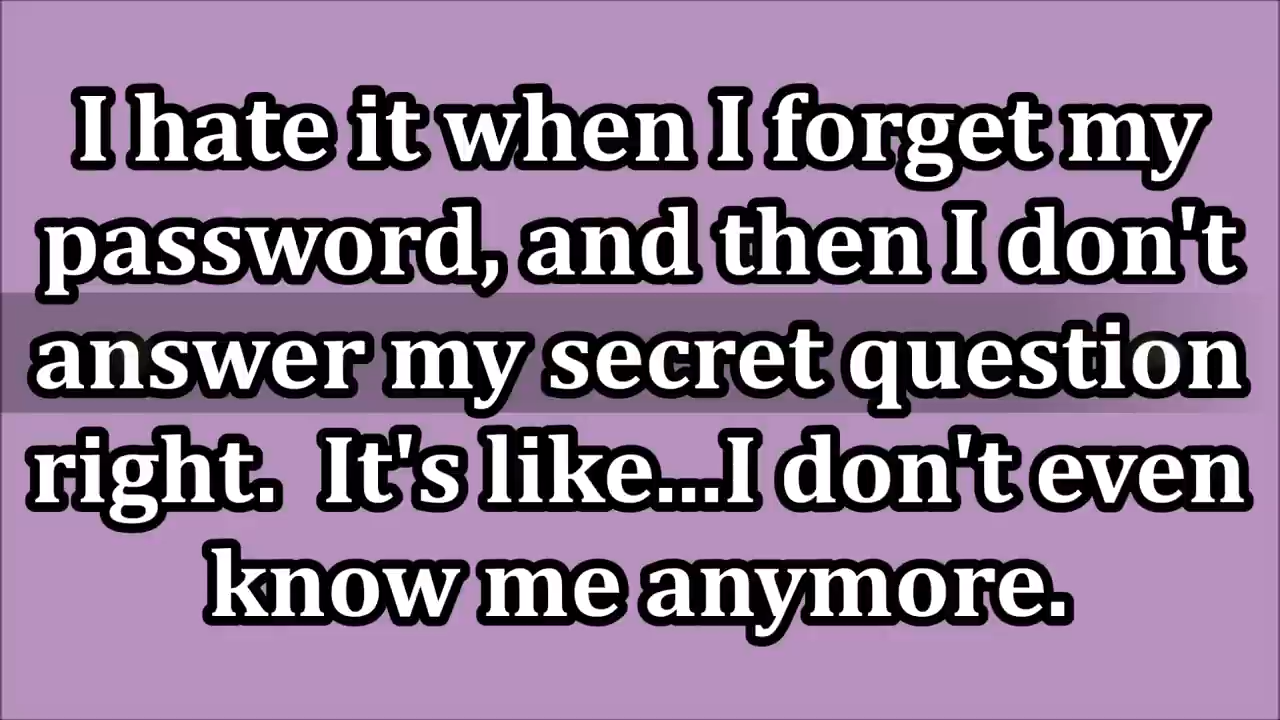 I hate it when I forget my
password, and then I don't
answer my secret question
right.  It's like...I don't even
know me anymore.